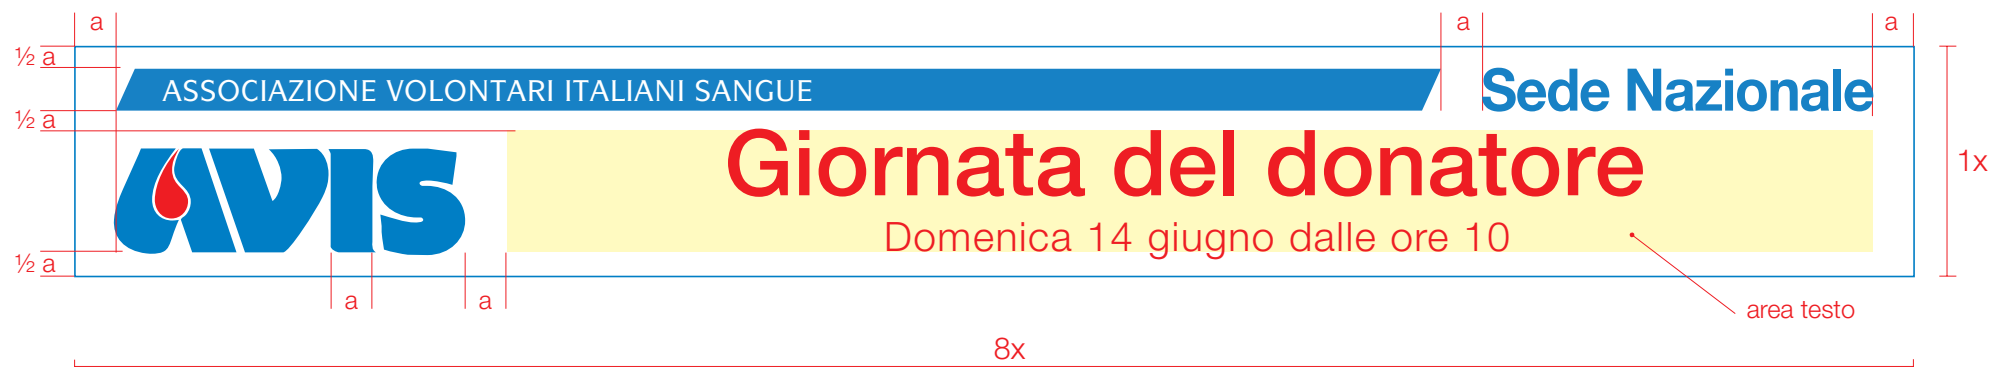 a a a
½ a
ASSOCIAZIONE VOLONTARI ITALIANI SANGUE Sede Nazionale
½ a
AVIS
Giornata del donatore
1x
Domenica 14 giugno dalle ore 10
½ a
a a
area testo
8x